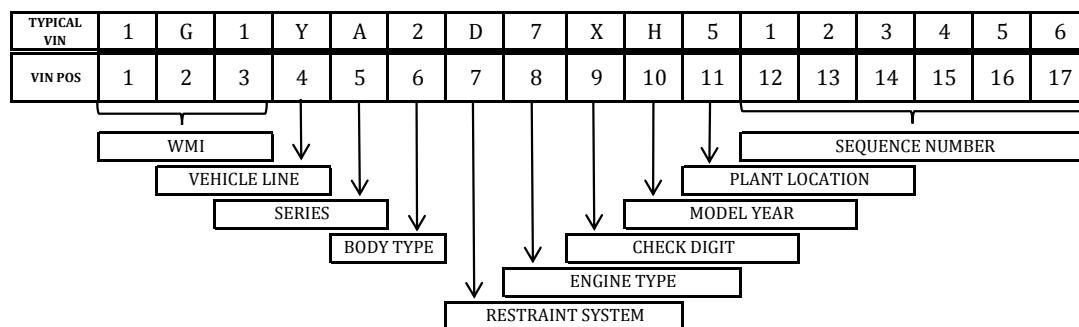 TYPICAL VIN 1 G 1 Y A 2 D 7 X H 5 1 2 3 4 5 6
VIN POS 1 2 3 4 5 6 7 8 9 10 11 12 13 14 15 16 17
WMI SEQUENCE NUMBER
VEHICLE LINE PLANT LOCATION
SERIES MODEL YEAR
BODY TYPE CHECK DIGIT
ENGINE TYPE
RESTRAINT SYSTEM